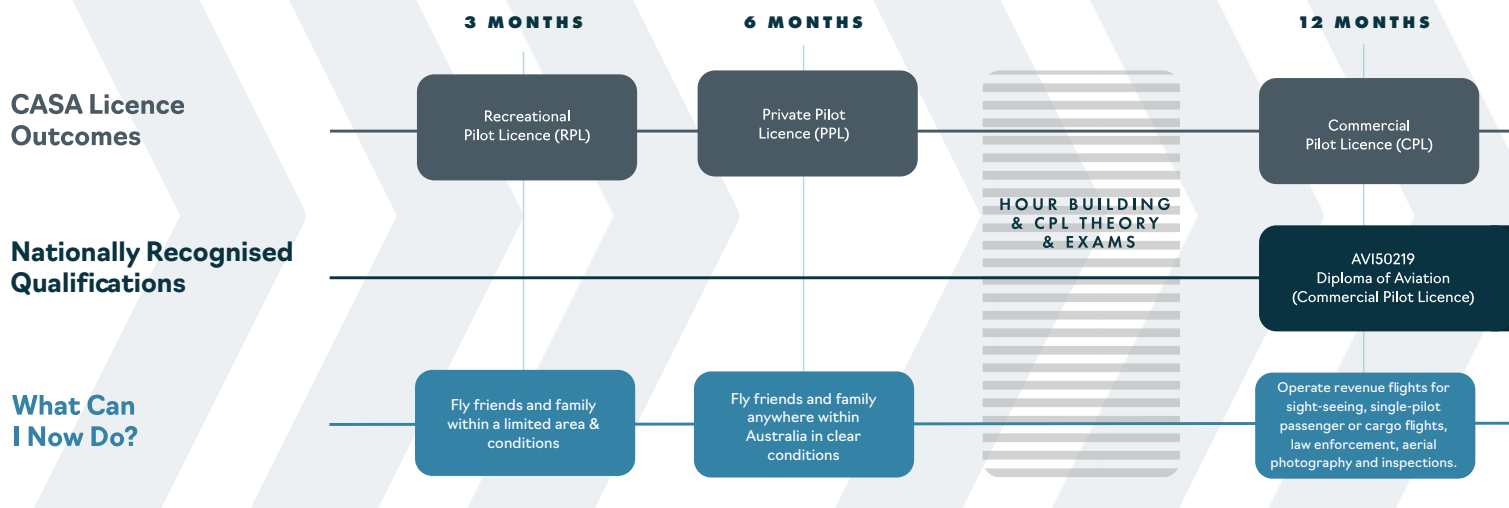 3 MONTHS
6 MONTHS
12 MONTHS
CASA Licence
Outcomes
Recreational
Pilot Licence (RPL)
Private Pilot
Licence (PPL)
Commercial
Pilot Licence (CPL)
HOUR BUILDING
& CPL THEORY
& EXAMS
Nationally Recognised
Qualifications
AVI50219
Diploma of Aviation
(Commercial Pilot Licence)
What Can
I Now Do?
Fly friends and family
within a limited area &
conditions
Fly friends and family
anywhere within
Australia in clear
conditions
Operate revenue flights for
sight-seeing, single-pilot
passenger or cargo flights,
law enforcement, aerial
photography and inspections.